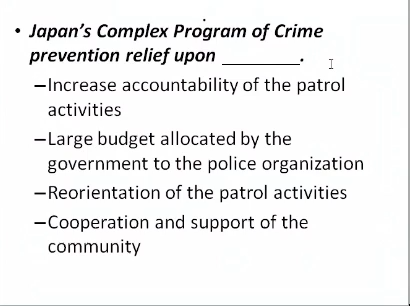 • Japan's Complex Program of Crime
prevention relief upon ________.
–Increase accountability of the patrol
activities
–Large budget allocated by the
government to the police organization
–Reorientation of the patrol activities
–Cooperation and support of the
community